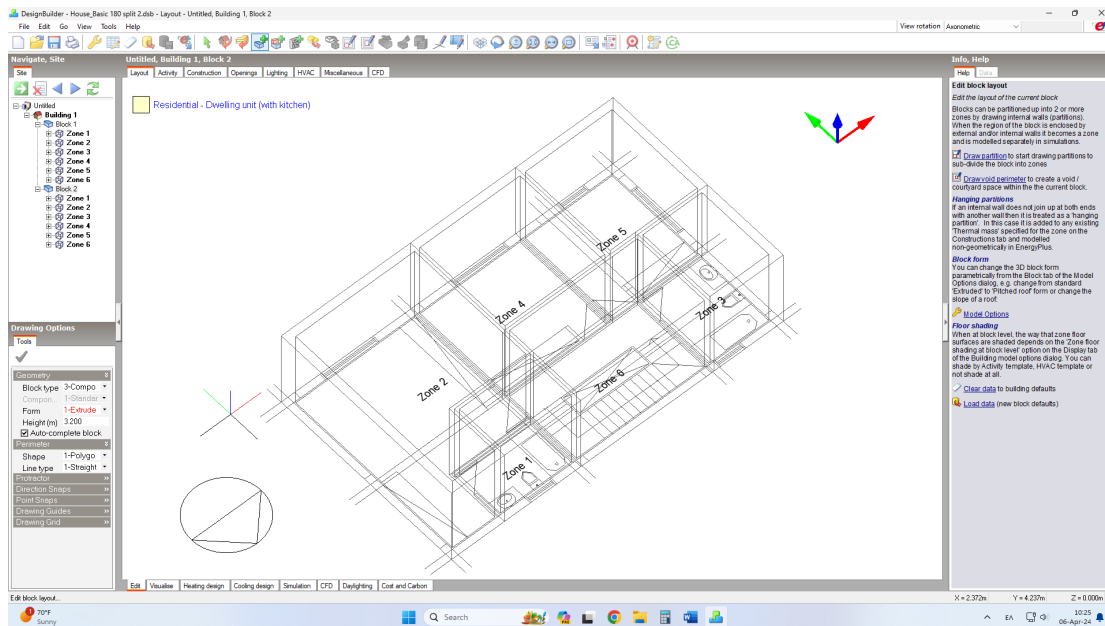 DesignBuilder - House_Basic 180 split 2.dsb - Layout - Untitled, Building 1, Block 2
File Edit Go View Tools Help
View rotation Axonometric
Navigate, Site
Site
Untitled
Building 1
Block 1
Zone 1
Zone 2
Zone 3
Zone 4
Zone 5
Zone 6
Block 2
Zone 1
Zone 2
Zone 3
Zone 4
Zone 5
Zone 6
Drawing Options
Tools
Geometry
Block type 3-Compo
Compon... 1-Standar
Form 1-Extrude
Height (m) 3.200
Auto-complete block
Perimeter
Shape 1-Polygo
Line type 1-Straight
Protractor
Direction Snaps
Point Snaps
Drawing Guides
Drawing Grid
Untitled, Building 1, Block 2
Layout Activity Construction Openings Lighting HVAC Miscellaneous CFD
Residential - Dwelling unit (with kitchen)
Zone 5
Zone 4
Zone 3
Zone 2
Zone 6
Zone 1
Edit Visualise Heating design Cooling design Simulation CFD Daylighting Cost and Carbon
Info, Help
Help Data
Edit block layout
Edit the layout of the current block
Blocks can be partitioned up into 2 or more
zones by drawing internal walls (partitions).
When the region of the block is enclosed by
external and/or internal walls it becomes a zone
and is modelled separately in simulations.
Draw partition to start drawing partitions to
sub-divide the block into zones
Draw void perimeter to create a void /
courtyard space within the the current block.
Hanging partitions
If an internal wall does not join up at both ends
with another wall then it is treated as a 'hanging
partition'. In this case it is added to any existing
'Thermal mass' specified for the zone on the
Constructions tab and modelled
non-geometrically in EnergyPlus.
Block form
You can change the 3D block form
parametrically from the Block tab of the Model
Options dialog, e.g. change from standard
'Extruded' to 'Pitched roof' form or change the
slope of a roof:
Model Options
Floor shading
When at block level, the way that zone floor
surfaces are shaded depends on the 'Zone floor
shading at block level' option on the Display tab
of the Building model options dialog. You can
shade by Activity template, HVAC template or
not shade at all.
Clear data to building defaults
Load data (new block defaults)
Edit block layout...
X = 2.372m Y = 4.237m Z = 0.000m
1
70°F
Sunny
Search
ΕΛ
10:25
06-Apr-24